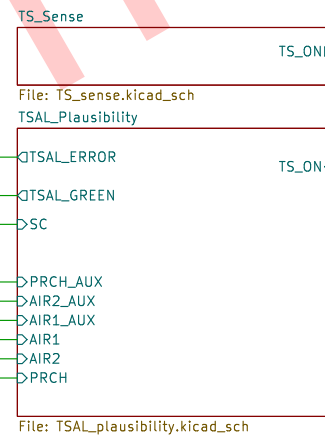 TS_Sense
TS_ON
File: TS_sense.kicad_sch
TSAL_Plausibility
TSAL_ERROR
TS_ON
TSAL_GREEN
SC
PRCH_AUX
AIR2_AUX
AIR1_AUX
AIR1
AIR2
PRCH
File: TSAL_plausibility.kicad_sch